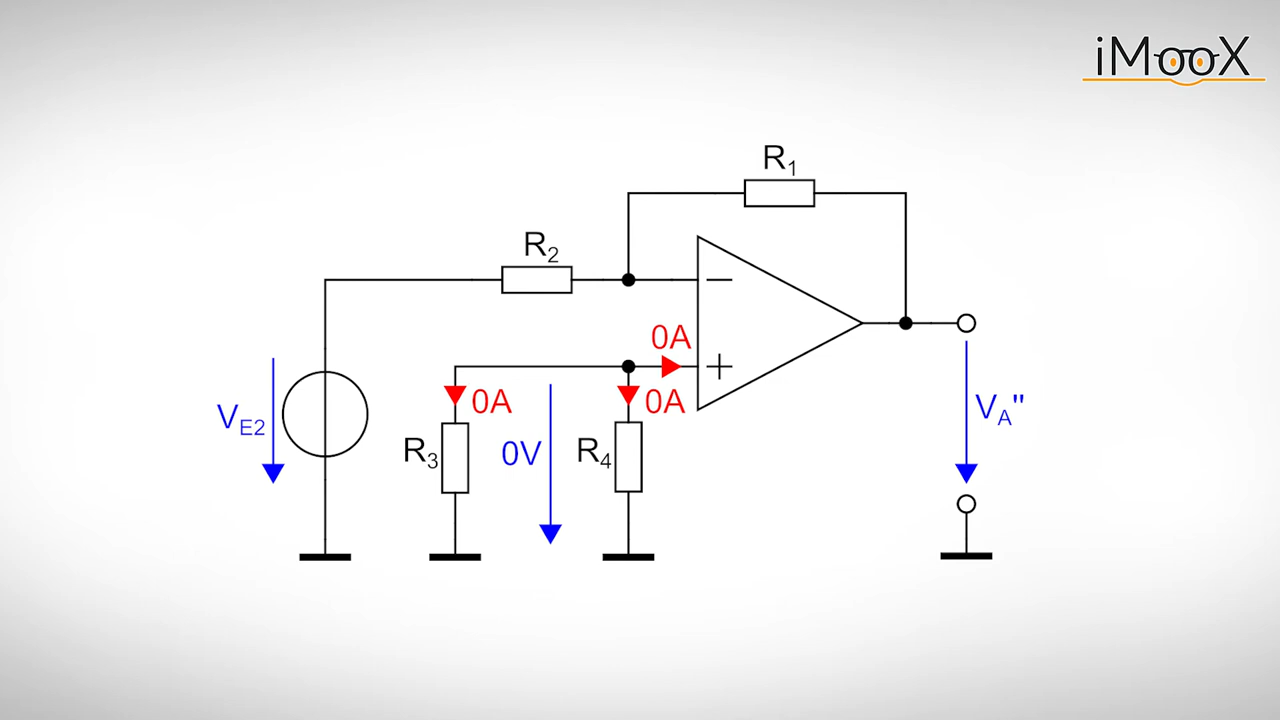 iMooX
R1
R2
−
0A
+
0A
0A
VE2
R3
0V
R4
VA"